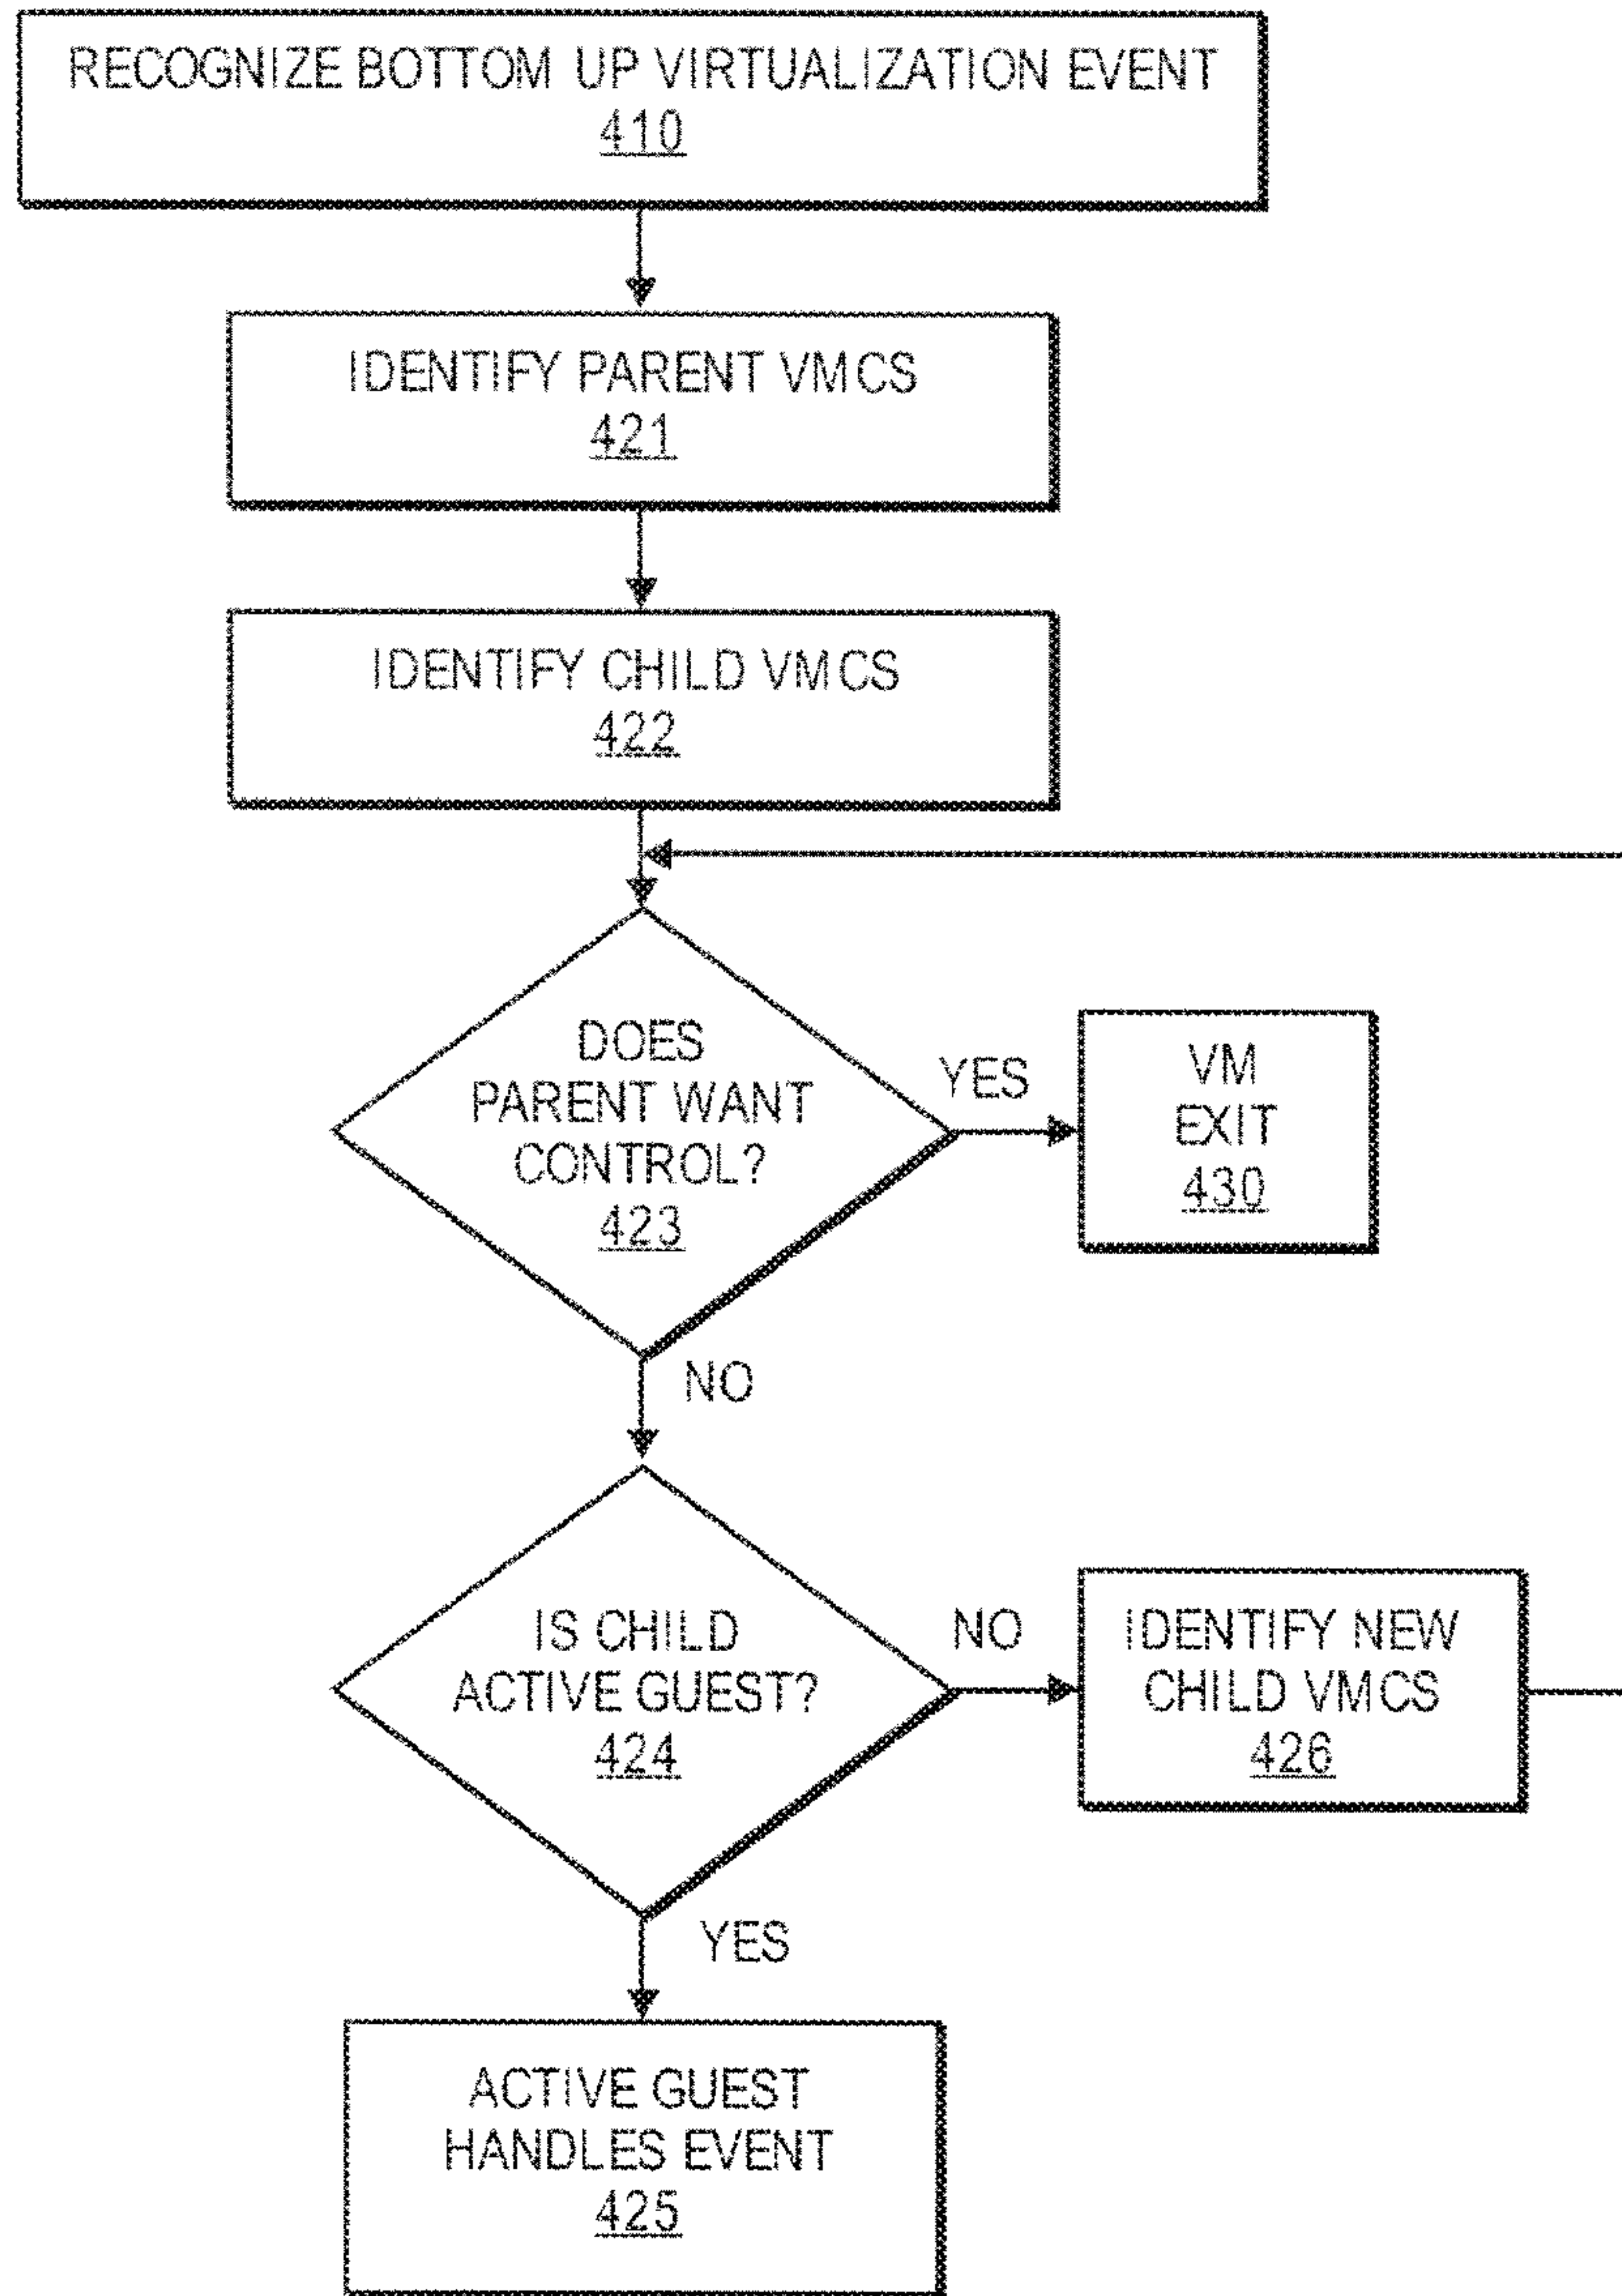 RECOGNIZE BOTTOM UP VIRTUALIZATION EVENT
410
IDENTIFY PARENT VMCS
421
IDENTIFY CHILD VMCS
422
DOES
PARENT WANT
CONTROL?
423
YES
VM
EXIT
430
NO
IS CHILD
ACTIVE GUEST?
424
NO
IDENTIFY NEW
CHILD VMCS
426
YES
ACTIVE GUEST
HANDLES EVENT
425